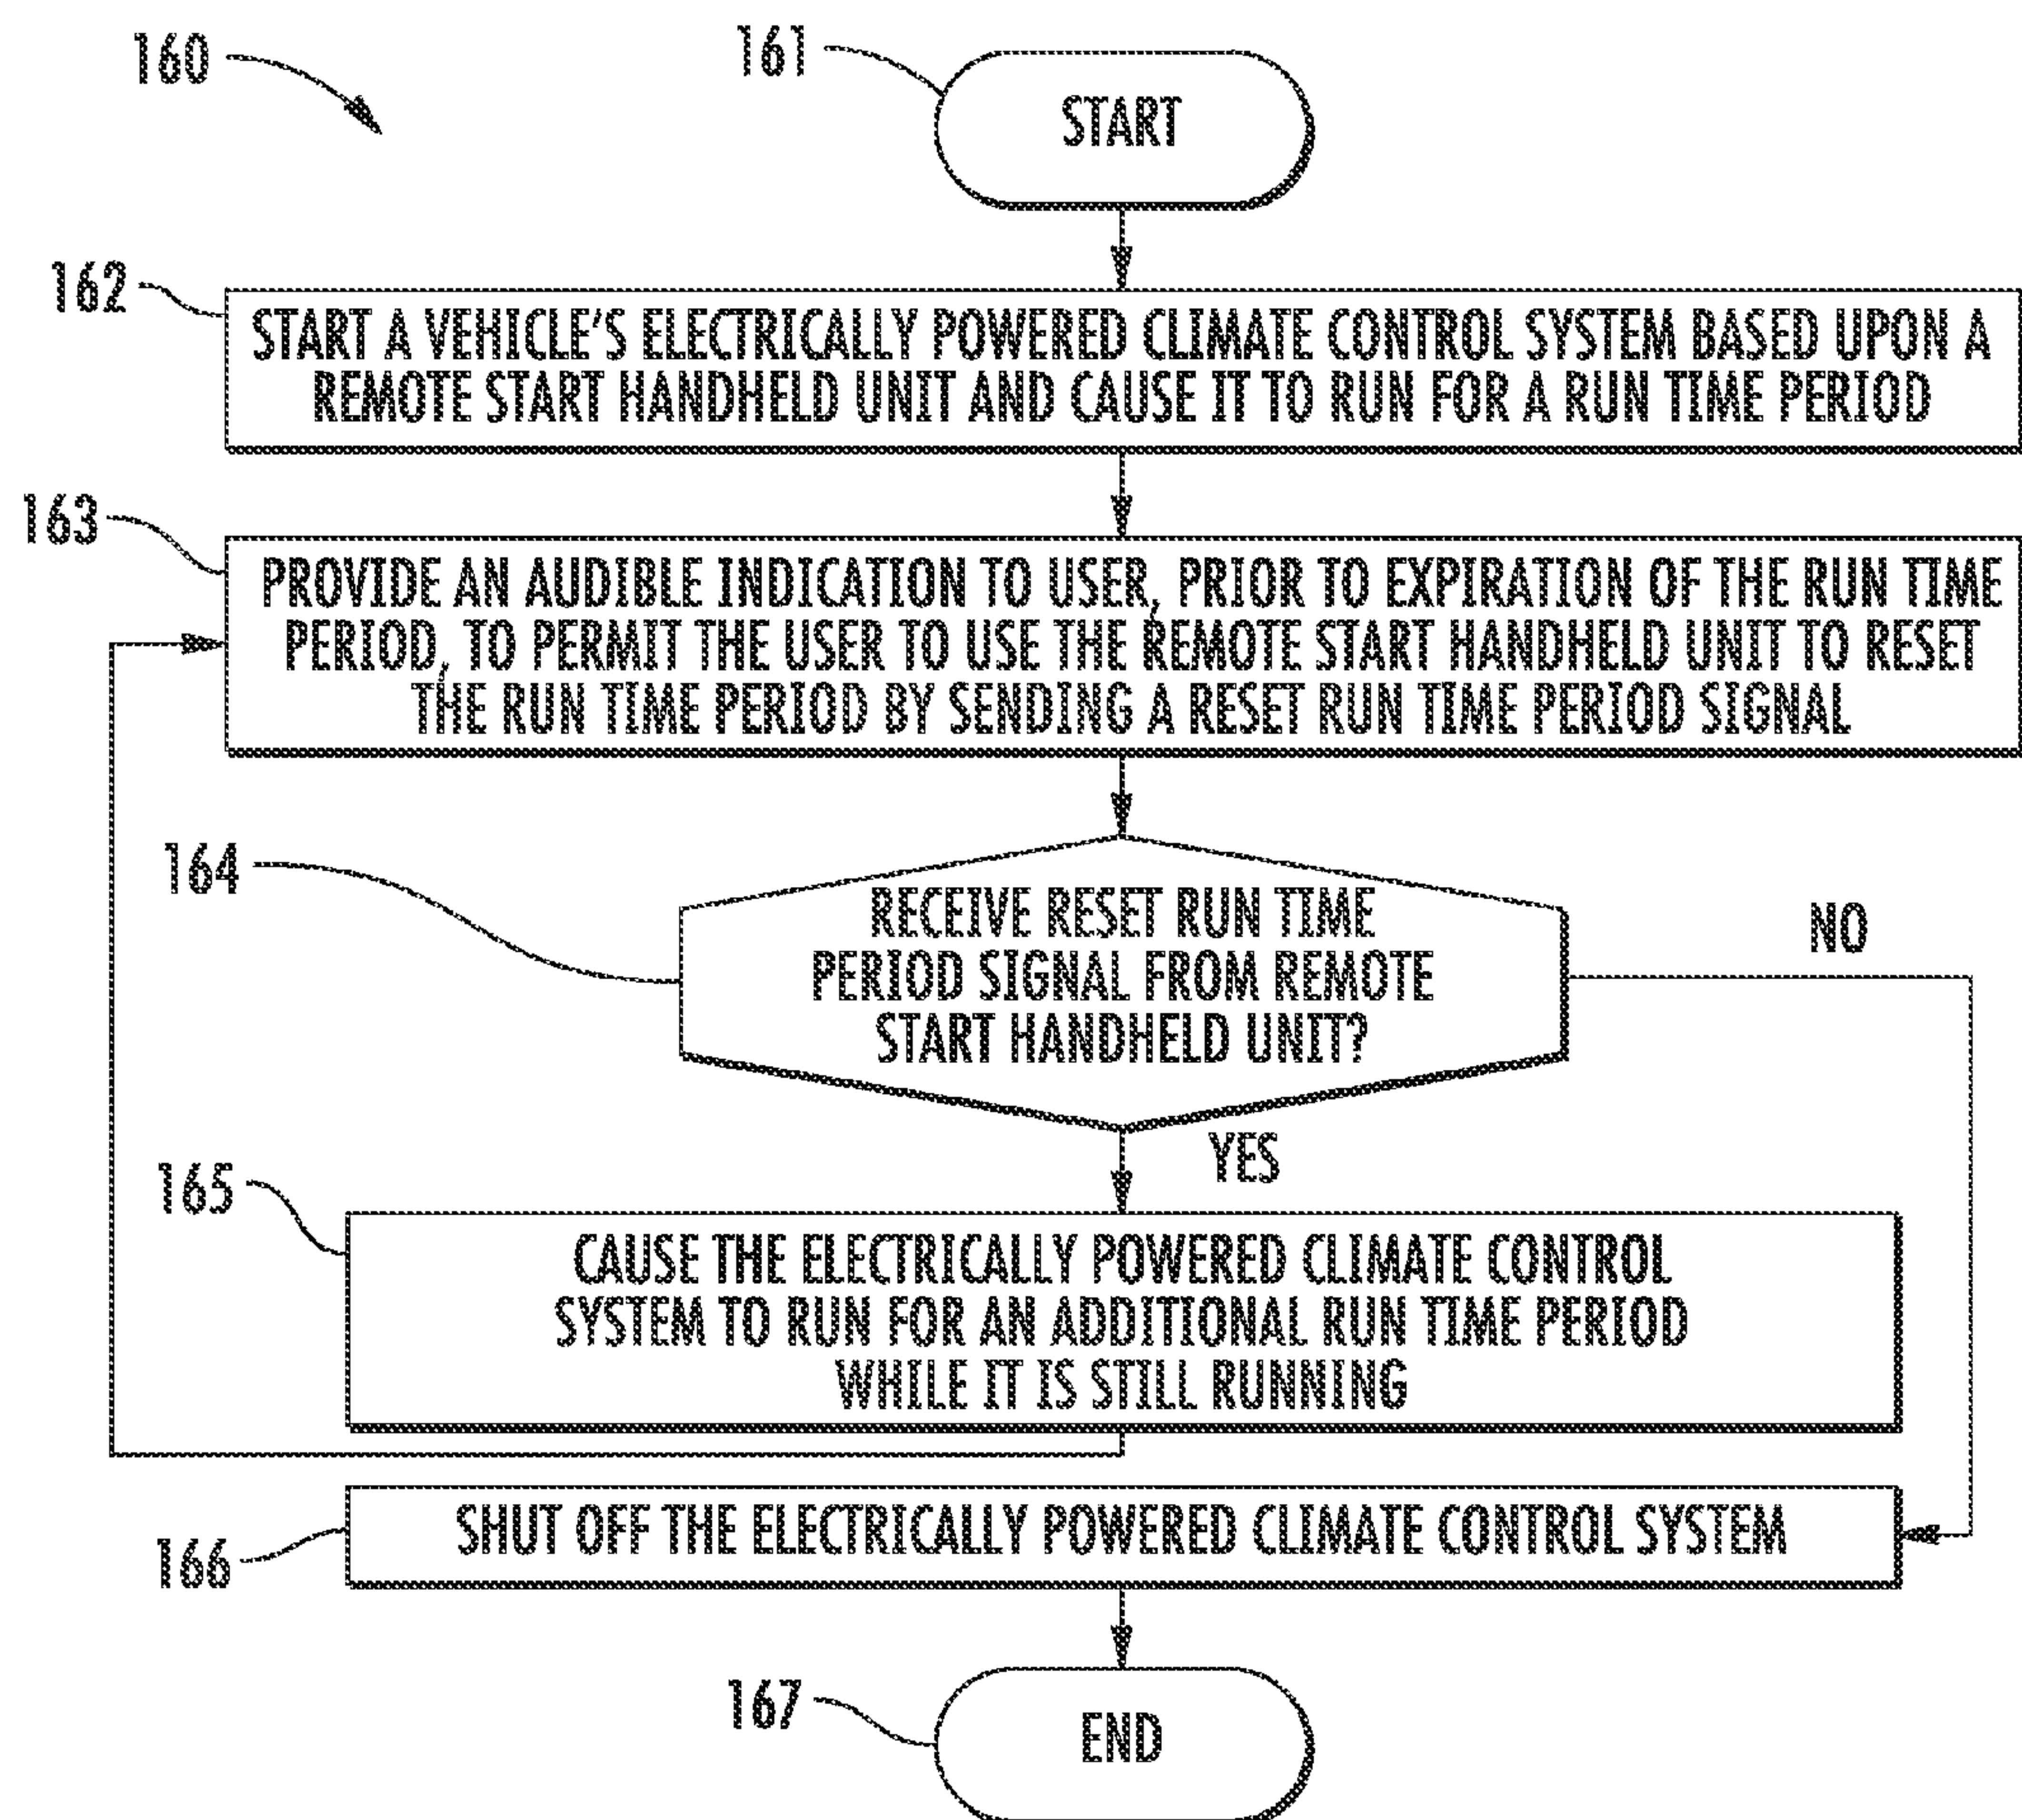 160
161
START
162
START A VEHICLE'S ELECTRICALLY POWERED CLIMATE CONTROL SYSTEM BASED UPON A
REMOTE START HANDHELD UNIT AND CAUSE IT TO RUN FOR A RUN TIME PERIOD
163
PROVIDE AN AUDIBLE INDICATION TO USER, PRIOR TO EXPIRATION OF THE RUN TIME
PERIOD, TO PERMIT THE USER TO USE THE REMOTE START HANDHELD UNIT TO RESET
THE RUN TIME PERIOD BY SENDING A RESET RUN TIME PERIOD SIGNAL
164
RECEIVE RESET RUN TIME
PERIOD SIGNAL FROM REMOTE
START HANDHELD UNIT?
NO
YES
165
CAUSE THE ELECTRICALLY POWERED CLIMATE CONTROL
SYSTEM TO RUN FOR AN ADDITIONAL RUN TIME PERIOD
WHILE IT IS STILL RUNNING
166
SHUT OFF THE ELECTRICALLY POWERED CLIMATE CONTROL SYSTEM
167
END